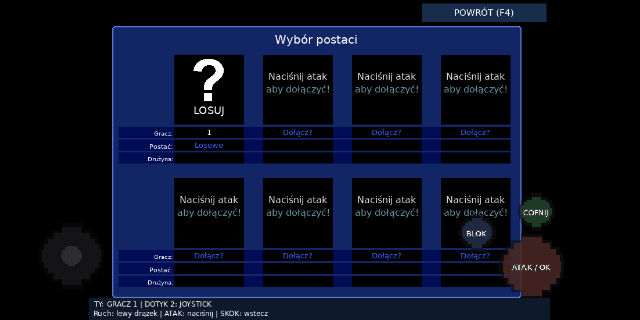 POWRÓT (F4)
Wybór postaci
?
LOSUJ
Naciśnij atak
aby dołączyć!
Naciśnij atak
aby dołączyć!
Naciśnij atak
aby dołączyć!
Gracz: 1 Dołącz? Dołącz? Dołącz?
Postać: Losowo
Drużyna:
Naciśnij atak
aby dołączyć!
Naciśnij atak
aby dołączyć!
Naciśnij atak
aby dołączyć!
Naciśnij atak
aby dołączyć!
COFNIJ
BLOK
Gracz: Dołącz? Dołącz? Dołącz? Dołącz?
Postać:
ATAK / OK
Drużyna:
TY: GRACZ 1 | DOTYK 2: JOYSTICK
Ruch: lewy drążek | ATAK: naciśnij | SKOK: wstecz